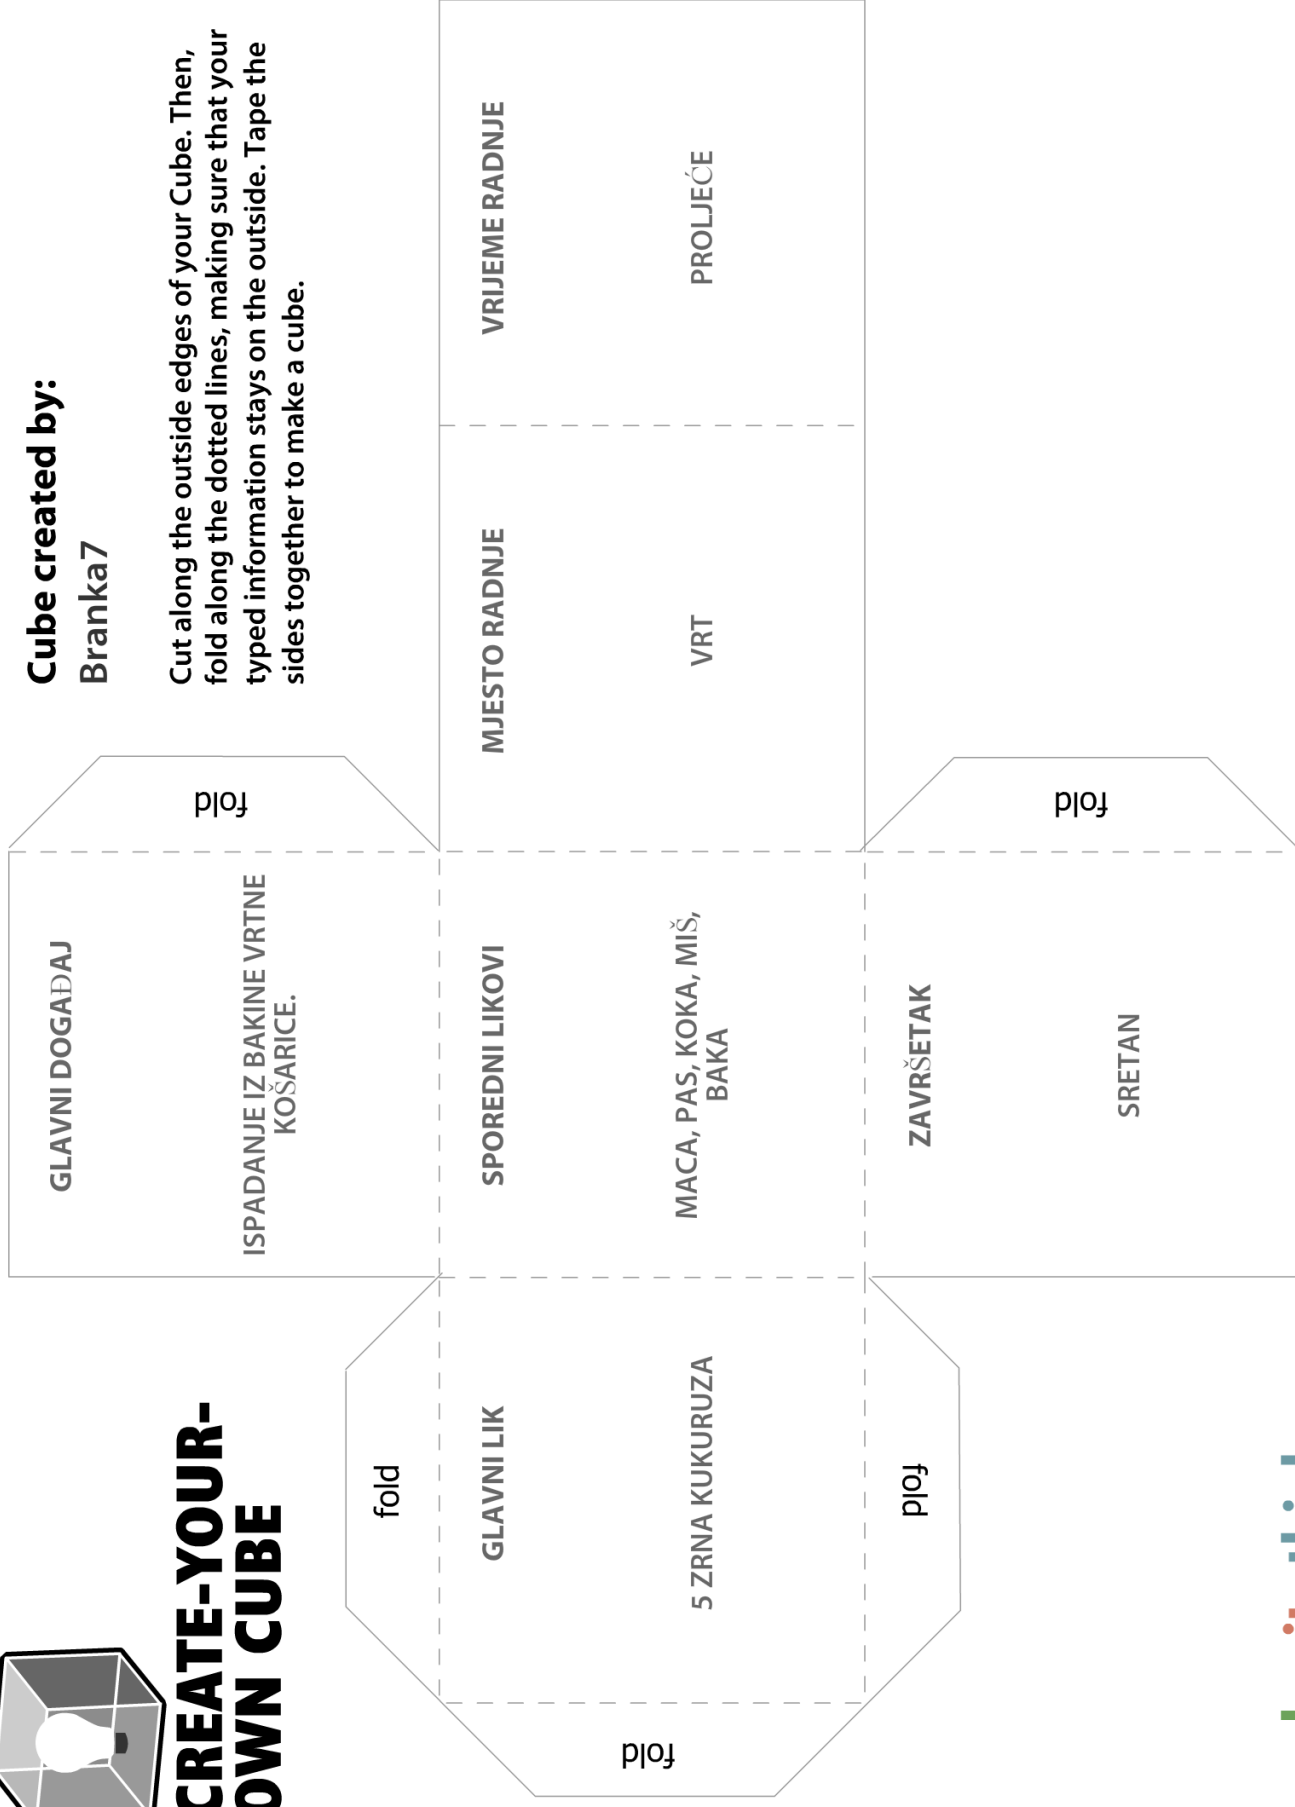 CREATE-YOUR-
OWN CUBE
Cube created by:
Branka7
Cut along the outside edges of your Cube. Then,
fold along the dotted lines, making sure that your
typed information stays on the outside. Tape the
sides together to make a cube.
GLAVNI DOGAĐAJ
ISPADANJE IZ BAKINE VRTNE
KOŠARICE.
fold
fold
GLAVNI LIK
5 ZRNA KUKURUZA
fold
fold
SPOREDNI LIKOVI
MACA, PAS, KOKA, MIŠ,
BAKA
MJESTO RADNJE
VRT
VRIJEME RADNJE
PROLJEĆE
ZAVRŠETAK
SRETAN
fold